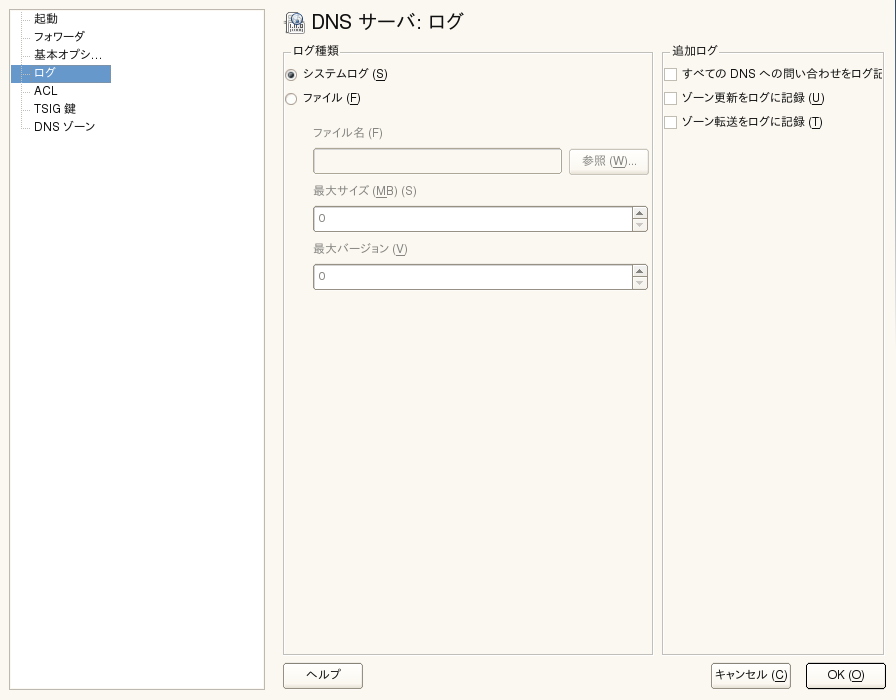 起動
フォワーダ
基本オプシ...
ログ
ACL
TSIG 鍵
DNS ゾーン
DNS サーバ: ログ
ログ種類
システムログ (S)
ファイル (F)
ファイル名 (F)
参照 (W)...
最大サイズ (MB) (S)
0
最大バージョン (V)
0
追加ログ
すべての DNS への問い合わせをログ記
ゾーン更新をログに記録 (U)
ゾーン転送をログに記録 (T)
ヘルプ
キャンセル (C)
OK (O)